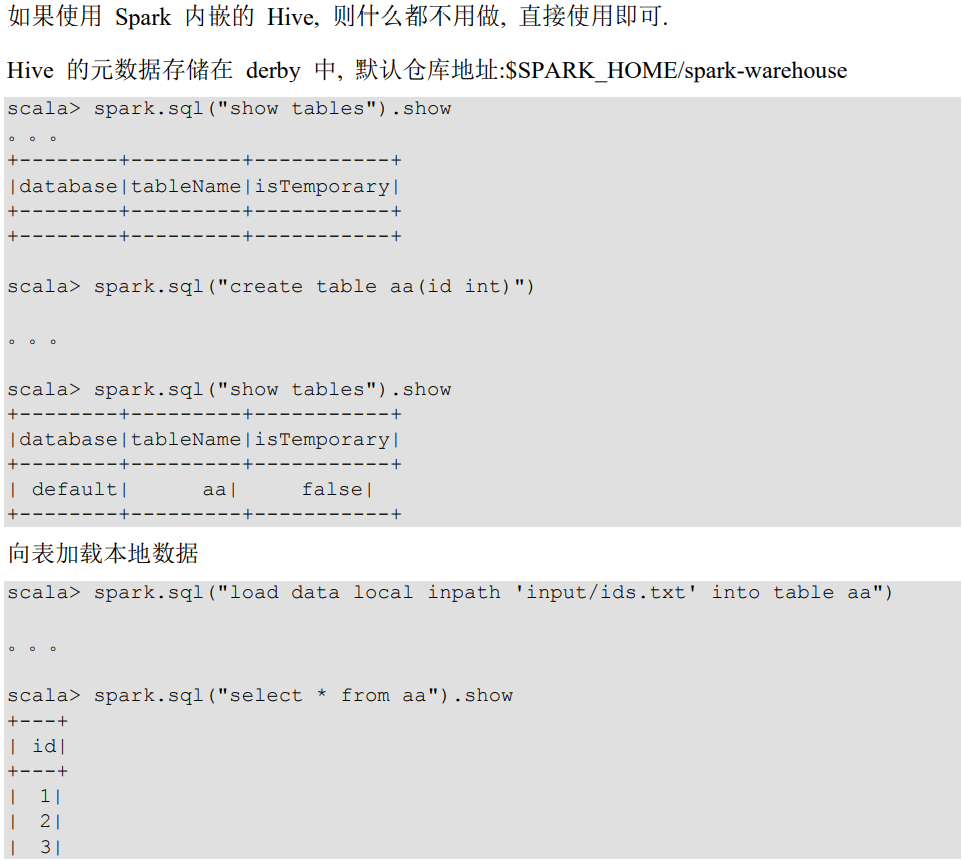 如果使用 Spark 内嵌的 Hive, 则什么都不用做, 直接使用即可.
Hive 的元数据存储在 derby 中, 默认仓库地址:$SPARK_HOME/spark-warehouse
scala> spark.sql("show tables").show
。。。
+--------+---------+-----------+
|database|tableName|isTemporary|
+--------+---------+-----------+
+--------+---------+-----------+
scala> spark.sql("create table aa(id int)")
。。。
scala> spark.sql("show tables").show
+--------+---------+-----------+
|database|tableName|isTemporary|
+--------+---------+-----------+
| default|      aa|     false|
+--------+---------+-----------+
向表加载本地数据
scala> spark.sql("load data local inpath 'input/ids.txt' into table aa")
。。。
scala> spark.sql("select * from aa").show
+---+
| id|
+---+
|  1|
|  2|
|  3|